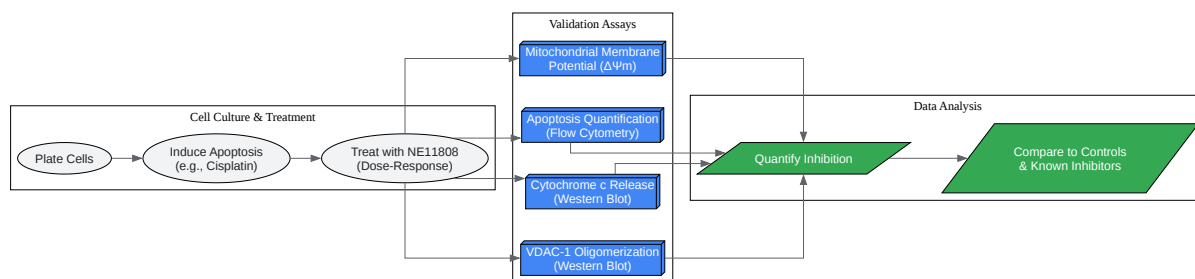 Cell Culture & Treatment
Plate Cells
Induce Apoptosis
(e.g., Cisplatin)
Treat with NE11808
(Dose-Response)
Validation Assays
Mitochondrial Membrane
Potential (ΔΨm)
Apoptosis Quantification
(Flow Cytometry)
Cytochrome c Release
(Western Blot)
VDAC-1 Oligomerization
(Western Blot)
Data Analysis
Quantify Inhibition
Compare to Controls
& Known Inhibitors